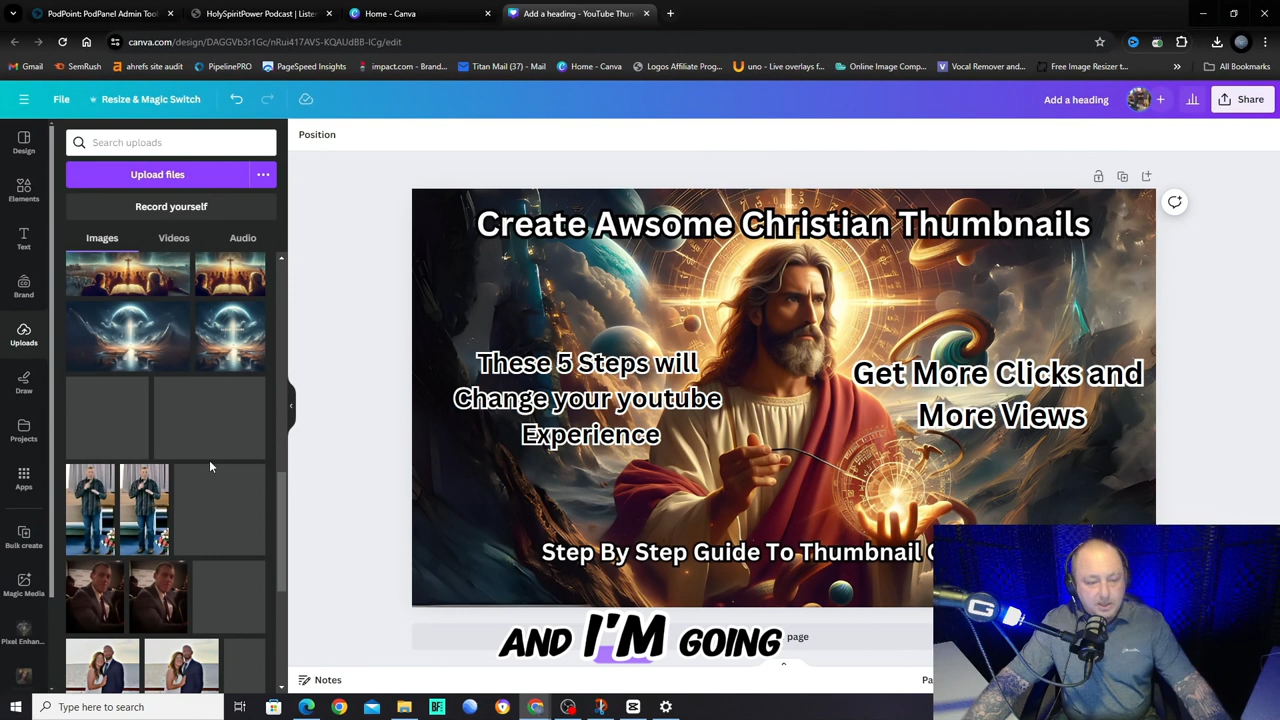 PodPoint: PodPanel Admin Tool
HolySpiritPower Podcast | Listen
Home - Canva
Add a heading - YouTube Thun
canva.com/design/DAGGVb3r1Gc/nRui417AVS-KQAUdBB-ICg/edit
Gmail
SemRush
ahrefs site audit
PipelinePRO
PageSpeed Insights
impact.com - Brand...
Titan Mail (37) - Mail
Home - Canva
Logos Affiliate Prog...
uno - Live overlays f...
Online Image Comp...
Vocal Remover and...
Free Image Resizer t...
All Bookmarks
File
Resize & Magic Switch
Add a heading
Share
Design
Elements
Text
Brand
Uploads
Draw
Projects
Apps
Bulk create
Magic Media
Pixel Enhan...
Search uploads
Upload files
Record yourself
Images
Videos
Audio
Position
Create Awsome Christian Thumbnails
These 5 Steps will
Change your youtube
Experience
Get More Clicks and
More Views
Step By Step Guide To Thumbnail
AND I'M GOING
page
Notes
Pa
G
Type here to search
BF